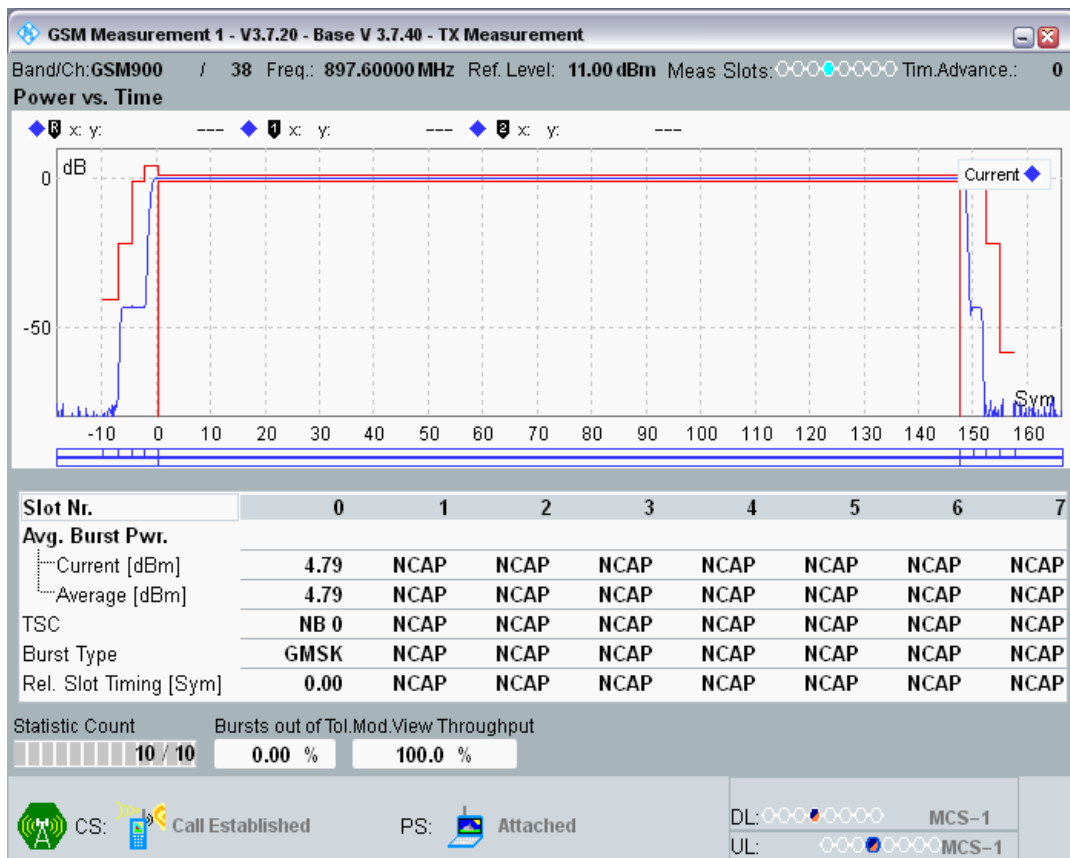 GSM Measurement 1 - V3.7.20 - Base V 3.7.40 - TX Measurement
Band/Ch:GSM900 / 38 Freq.: 897.60000 MHz Ref. Level: 11.00 dBm Meas Slots: Tim.Advance.: 0
Power vs. Time
R x: y: --- 1 x: y: --- 2 x: y: ---
dB
Current
0
-50
Sym
-10 0 10 20 30 40 50 60 70 80 90 100 110 120 130 140 150 160
Slot Nr. 0 1 2 3 4 5 6 7
Avg. Burst Pwr.
Current [dBm] 4.79 NCAP NCAP NCAP NCAP NCAP NCAP NCAP
Average [dBm] 4.79 NCAP NCAP NCAP NCAP NCAP NCAP NCAP
TSC NB 0 NCAP NCAP NCAP NCAP NCAP NCAP NCAP
Burst Type GMSK NCAP NCAP NCAP NCAP NCAP NCAP NCAP
Rel. Slot Timing [Sym] 0.00 NCAP NCAP NCAP NCAP NCAP NCAP NCAP
Statistic Count Bursts out of Tol.Mod.View Throughput
10 / 10 0.00 % 100.0 %
CS: Call Established PS: Attached DL: MCS-1
UL: MCS-1